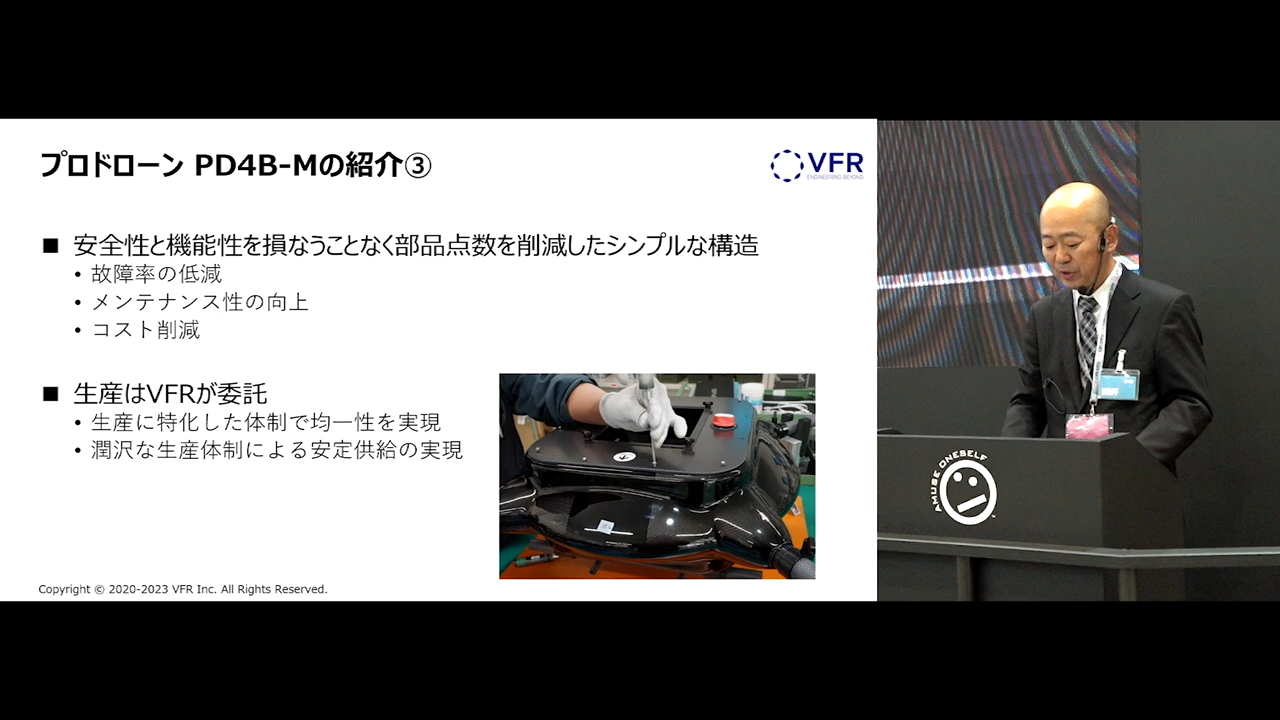 プロドローン PD4B-Mの紹介③
VFR
ENGINEERING BEYOND
■ 安全性と機能性を損なうことなく部品点数を削減したシンプルな構造
• 故障率の低減
• メンテナンス性の向上
• コスト削減
■ 生産はVFRが委託
• 生産に特化した体制で均一性を実現
• 潤沢な生産体制による安定供給の実現
Copyright © 2020-2023 VFR Inc. All Rights Reserved.
AMUSE ONESELF